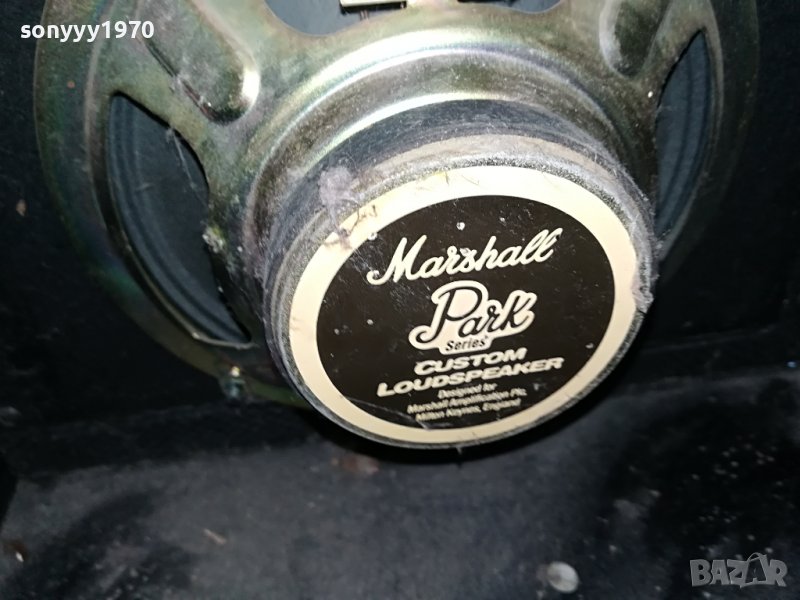 sonyyy1970
Marshall
Park
Series
CUSTOM
LOUDSPEAKER
Designed for
Marshall Amplification Plc,
Milton Keynes, England
BAZAR